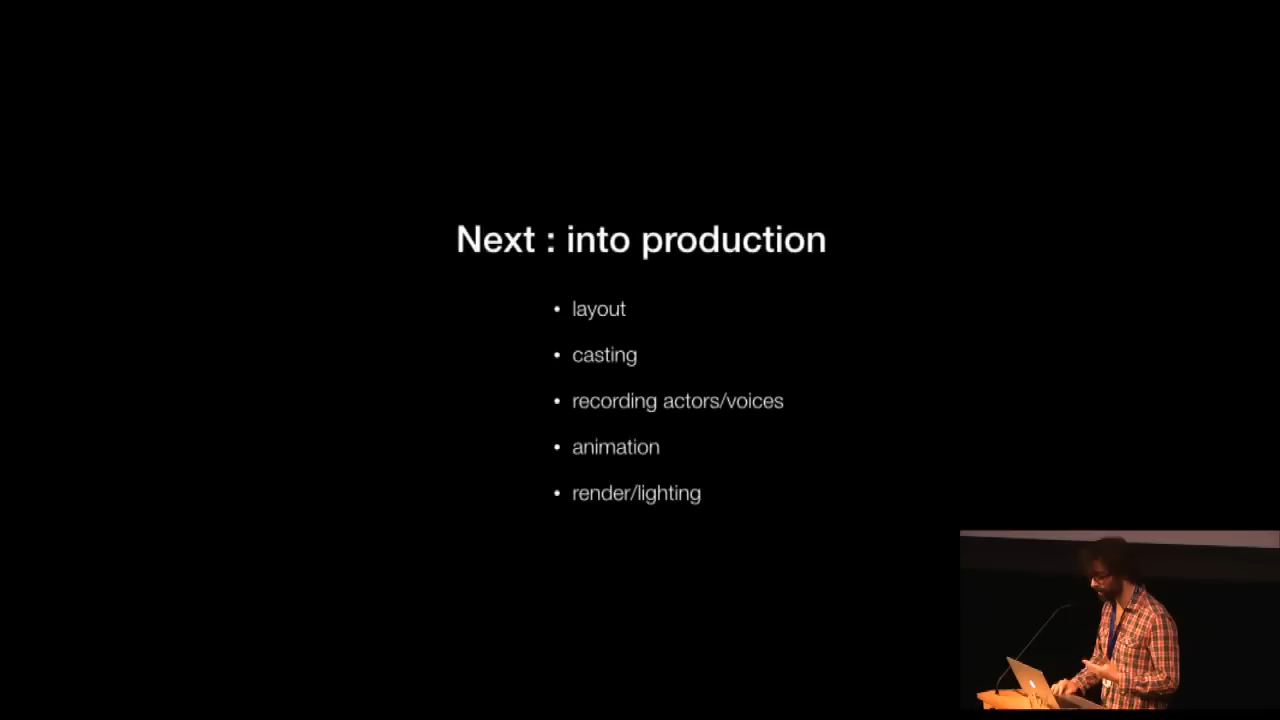 Next : into production
• layout
• casting
• recording actors/voices
• animation
• render/lighting